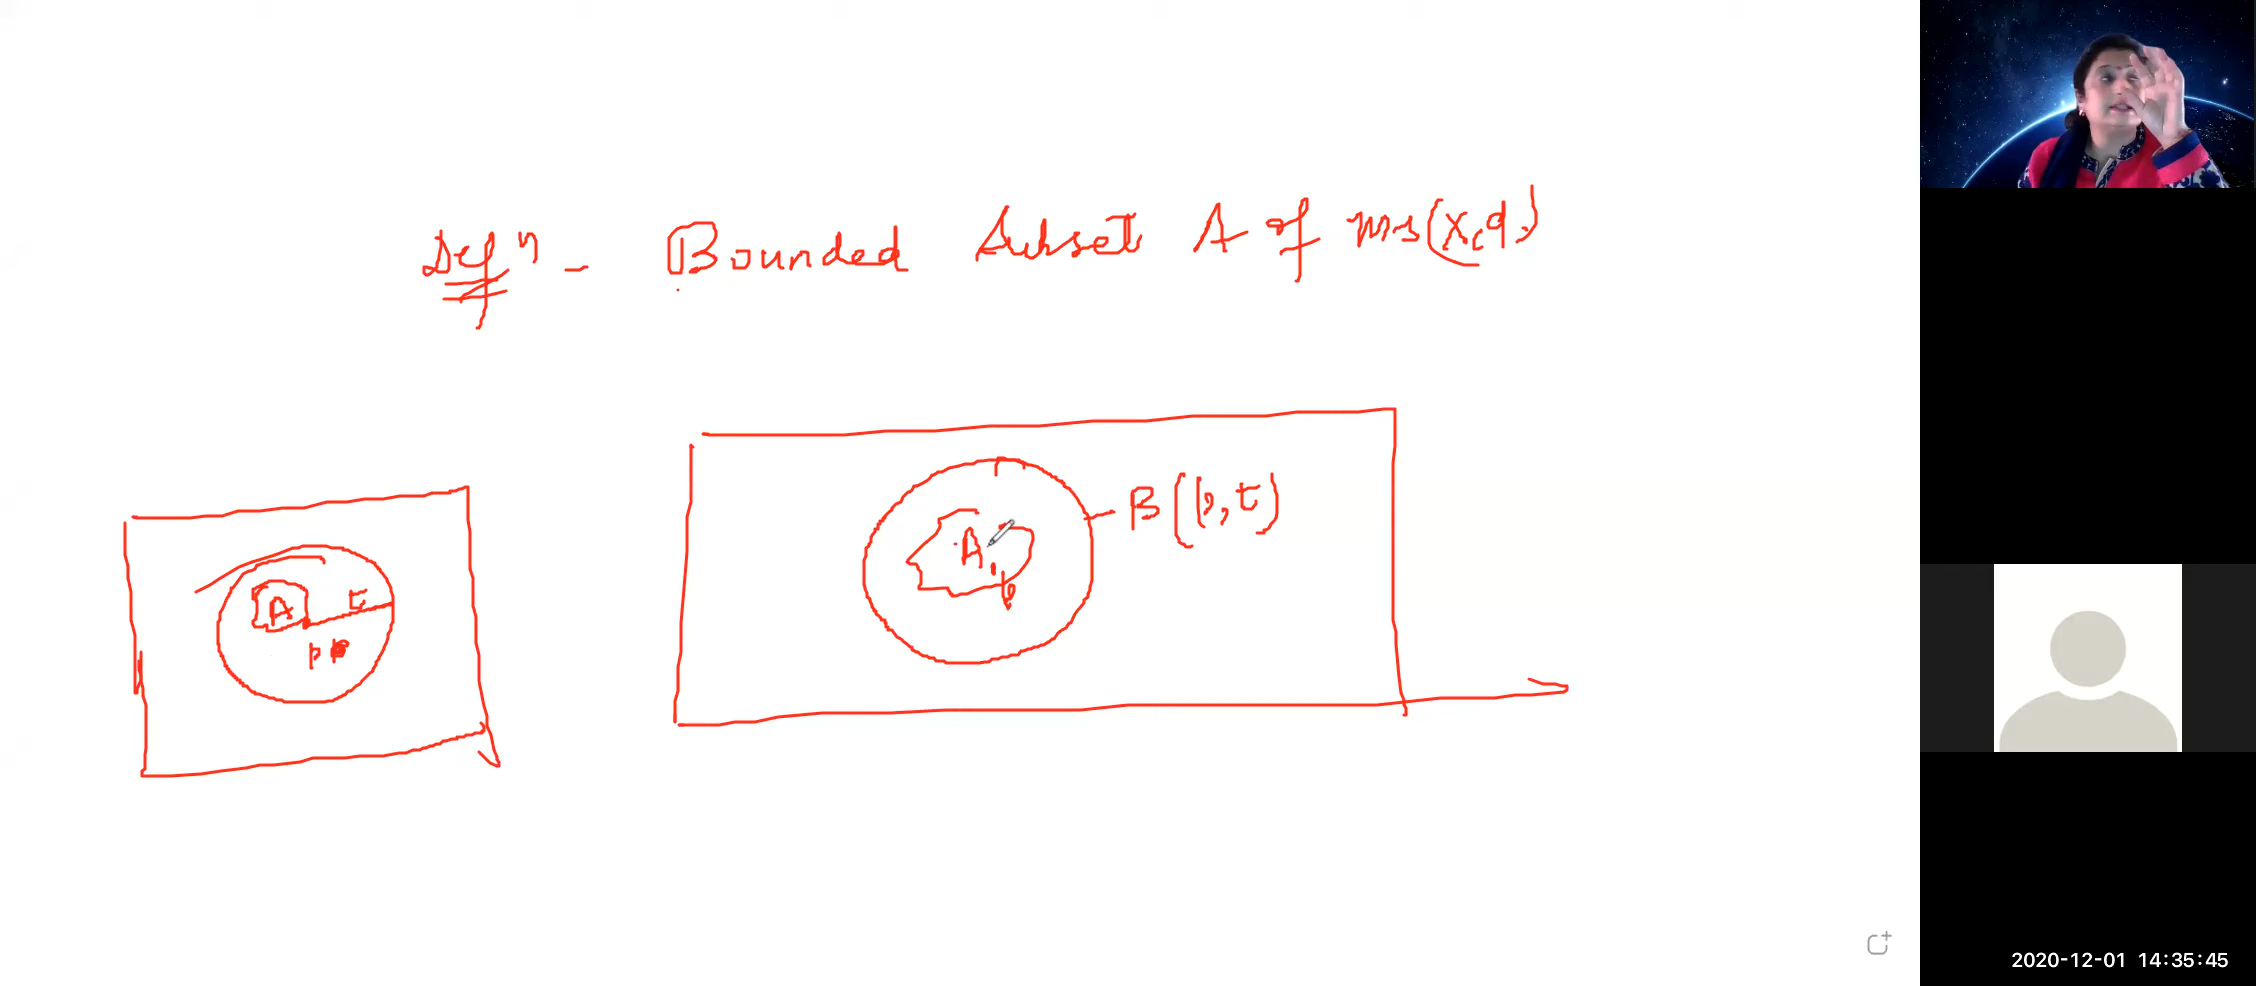 Defⁿ - Bounded Subset A of ms (X, d)
B(p, t)
A
p
A
t
p
2020-12-01 14:35:45